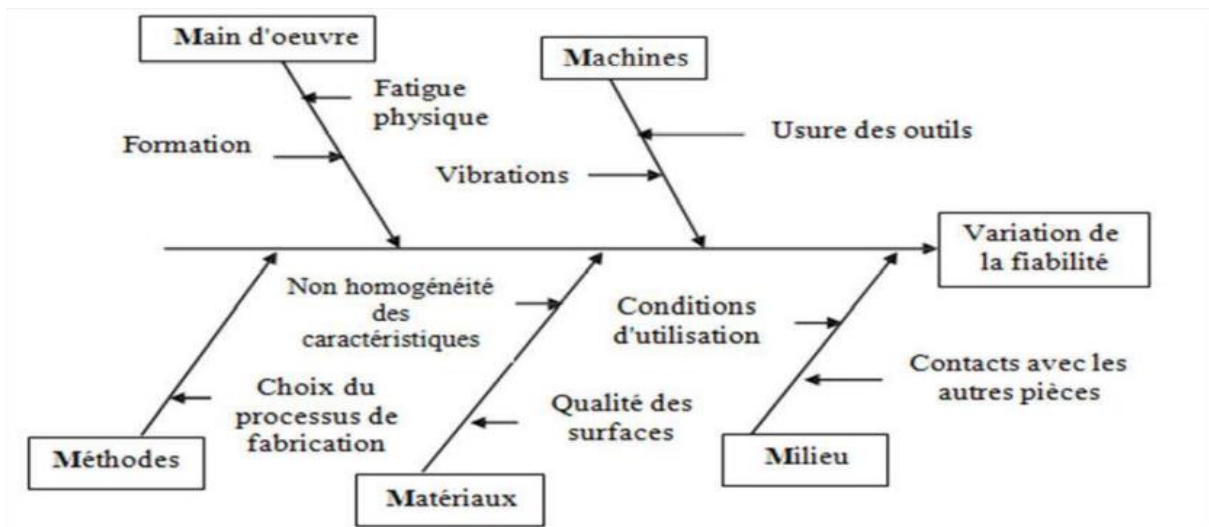 Main d'oeuvre
Machines
Fatigue
physique
Usure des outils
Formation
Vibrations
Variation de
la fiabilité
Non homogénéité
des
caractéristiques
Conditions
d'utilisation
Contacts avec les
autres pièces
Choix du
processus de
fabrication
Qualité des
surfaces
Méthodes
Matériaux
Milieu